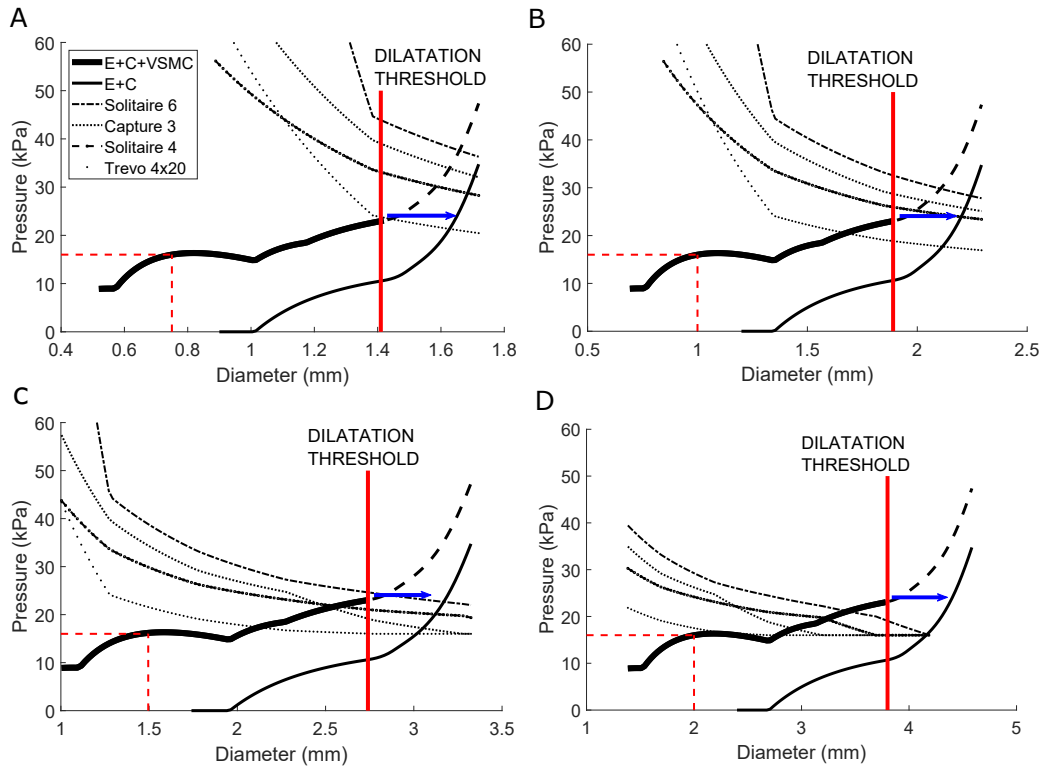 A
60
50
40
30
20
10
0
Pressure (kPa)
E+C+VSMC
E+C
Solitaire 6
Capture 3
Solitaire 4
Trevo 4x20
DILATATION
THRESHOLD
0.4 0.6 0.8 1 1.2 1.4 1.6 1.8
Diameter (mm)
B
60
50
40
30
20
10
0
Pressure (kPa)
DILATATION
THRESHOLD
0.5 1 1.5 2 2.5
Diameter (mm)
C
60
50
40
30
20
10
0
Pressure (kPa)
DILATATION
THRESHOLD
1 1.5 2 2.5 3 3.5
Diameter (mm)
D
60
50
40
30
20
10
0
Pressure (kPa)
DILATATION
THRESHOLD
1 2 3 4 5
Diameter (mm)